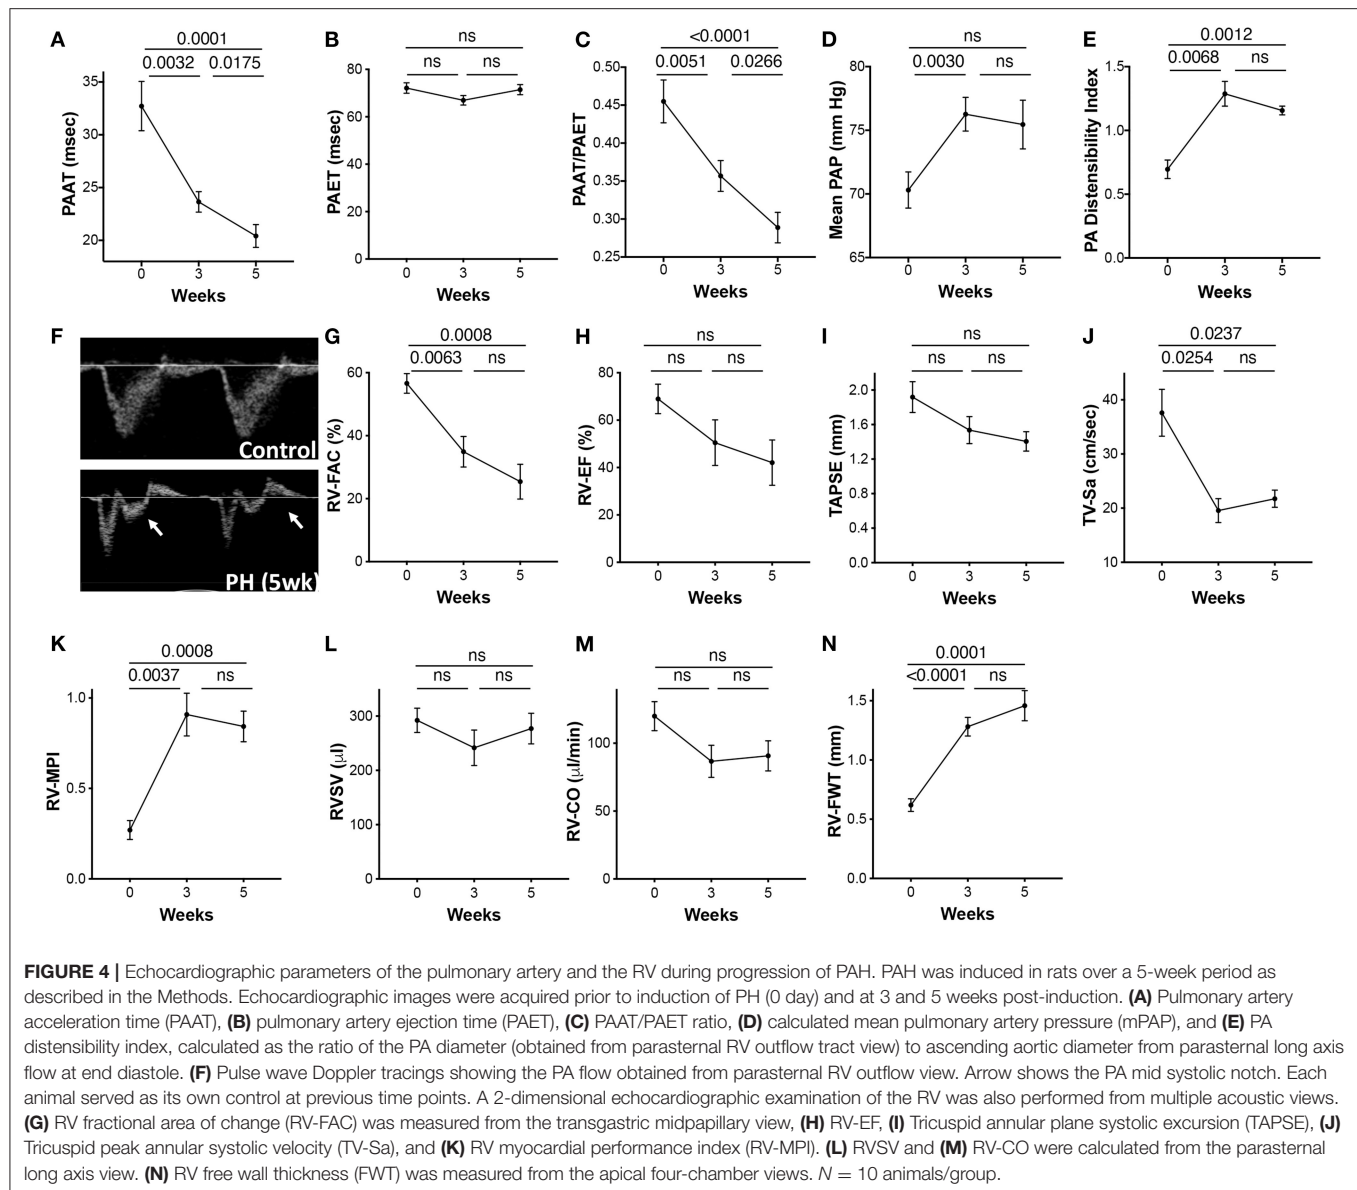 A
0.0001
0.0032 0.0175
PAAT (msec)
35
30
25
20
0 3 5
Weeks
B
ns
ns ns
PAET (msec)
80
60
40
20
0
0 3 5
Weeks
C
<0.0001
0.0051 0.0266
PAAT/PAET
0.50
0.45
0.40
0.35
0.30
0.25
0 3 5
Weeks
D
ns
0.0030 ns
Mean PAP (mm Hg)
80
75
70
65
0 3 5
Weeks
E
0.0012
0.0068 ns
PA Distensibility Index
1.5
1.0
0.5
0.0
0 3 5
Weeks
F
Control
PH (5wk)
G
0.0008
0.0063 ns
RV-FAC (%)
60
40
20
0
0 3 5
Weeks
H
ns
ns ns
RV-EF (%)
80
60
40
20
0
0 3 5
Weeks
I
ns
ns ns
TAPSE (mm)
2.0
1.6
1.2
0.8
0.4
0.0
0 3 5
Weeks
J
0.0237
0.0254 ns
TV-Sa (cm/sec)
40
30
20
10
0 3 5
Weeks
K
0.0008
0.0037 ns
RV-MPI
1.0
0.5
0.0
0 3 5
Weeks
L
ns
ns ns
RVSV (µl)
300
200
100
0
0 3 5
Weeks
M
ns
ns ns
RV-CO (µl/min)
100
50
0
0 3 5
Weeks
N
0.0001
<0.0001 ns
RV-FWT (mm)
1.5
1.0
0.5
0.0
0 3 5
Weeks
FIGURE 4 | Echocardiographic parameters of the pulmonary artery and the RV during progression of PAH. PAH was induced in rats over a 5-week period as
described in the Methods. Echocardiographic images were acquired prior to induction of PH (0 day) and at 3 and 5 weeks post-induction. (A) Pulmonary artery
acceleration time (PAAT), (B) pulmonary artery ejection time (PAET), (C) PAAT/PAET ratio, (D) calculated mean pulmonary artery pressure (mPAP), and (E) PA
distensibility index, calculated as the ratio of the PA diameter (obtained from parasternal RV outflow tract view) to ascending aortic diameter from parasternal long axis
flow at end diastole. (F) Pulse wave Doppler tracings showing the PA flow obtained from parasternal RV outflow view. Arrow shows the PA mid systolic notch. Each
animal served as its own control at previous time points. A 2-dimensional echocardiographic examination of the RV was also performed from multiple acoustic views.
(G) RV fractional area of change (RV-FAC) was measured from the transgastric midpapillary view, (H) RV-EF, (I) Tricuspid annular plane systolic excursion (TAPSE), (J)
Tricuspid peak annular systolic velocity (TV-Sa), and (K) RV myocardial performance index (RV-MPI). (L) RVSV and (M) RV-CO were calculated from the parasternal
long axis view. (N) RV free wall thickness (FWT) was measured from the apical four-chamber views. N = 10 animals/group.